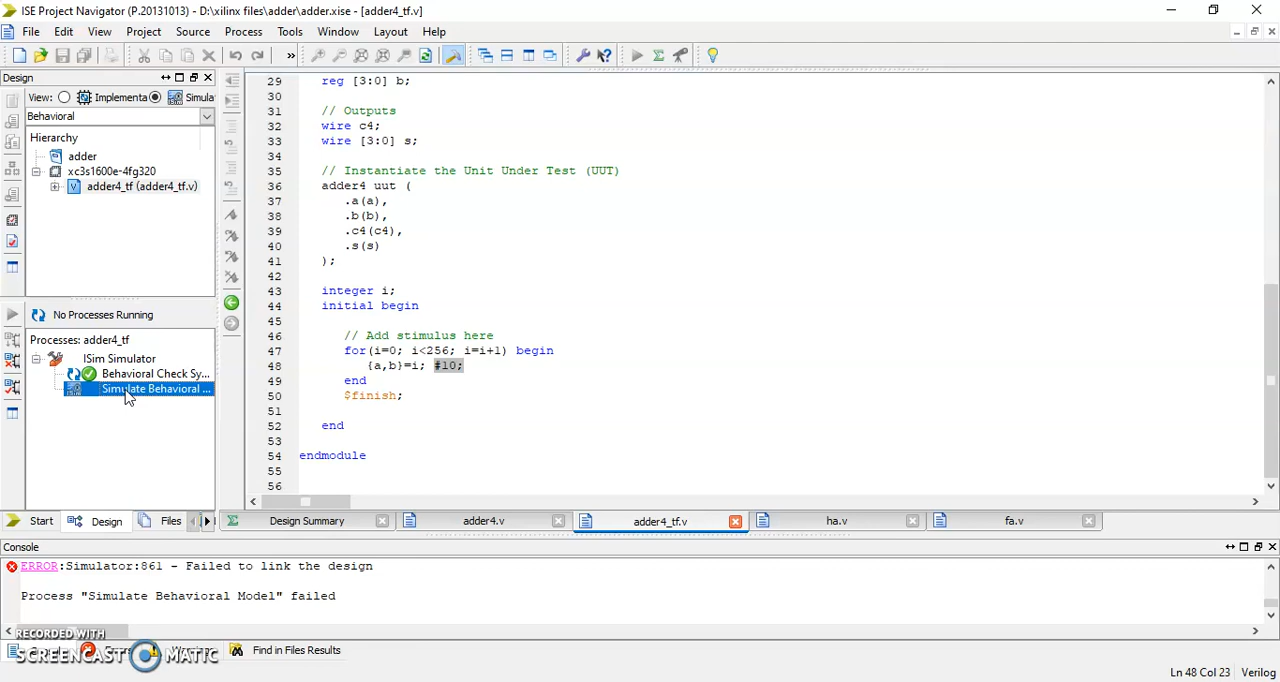 ISE Project Navigator (P.20131013) - D:\xilinx files\adder\adder.xise - [adder4_tf.v]
File Edit View Project Source Process Tools Window Layout Help
Design
View: Implementa Simula
Behavioral
Hierarchy
adder
xc3s1600e-4fg320
adder4_tf (adder4_tf.v)
No Processes Running
Processes: adder4_tf
ISim Simulator
Behavioral Check Sy...
Simulate Behavioral ...
Start Design Files
29 reg [3:0] b;
30
31 // Outputs
32 wire c4;
33 wire [3:0] s;
34
35 // Instantiate the Unit Under Test (UUT)
36 adder4 uut (
37 .a(a),
38 .b(b),
39 .c4(c4),
40 .s(s)
41 );
42
43 integer i;
44 initial begin
45
46 // Add stimulus here
47 for(i=0; i<256; i=i+1) begin
48 {a,b}=i; #10;
49 end
50 $finish;
51
52 end
53
54 endmodule
55
56
Design Summary adder4.v adder4_tf.v ha.v fa.v
Console
ERROR:Simulator:861 - Failed to link the design
Process "Simulate Behavioral Model" failed
RECORDED WITH
SCREENCAST MATIC
Find in Files Results
Ln 48 Col 23 Verilog